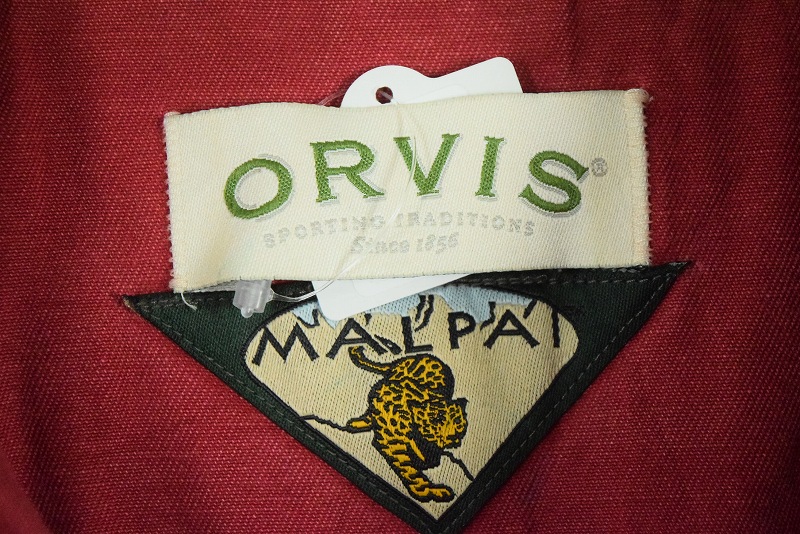 ORVIS®
SPORTING TRADITIONS
Since 1856
MALPAI